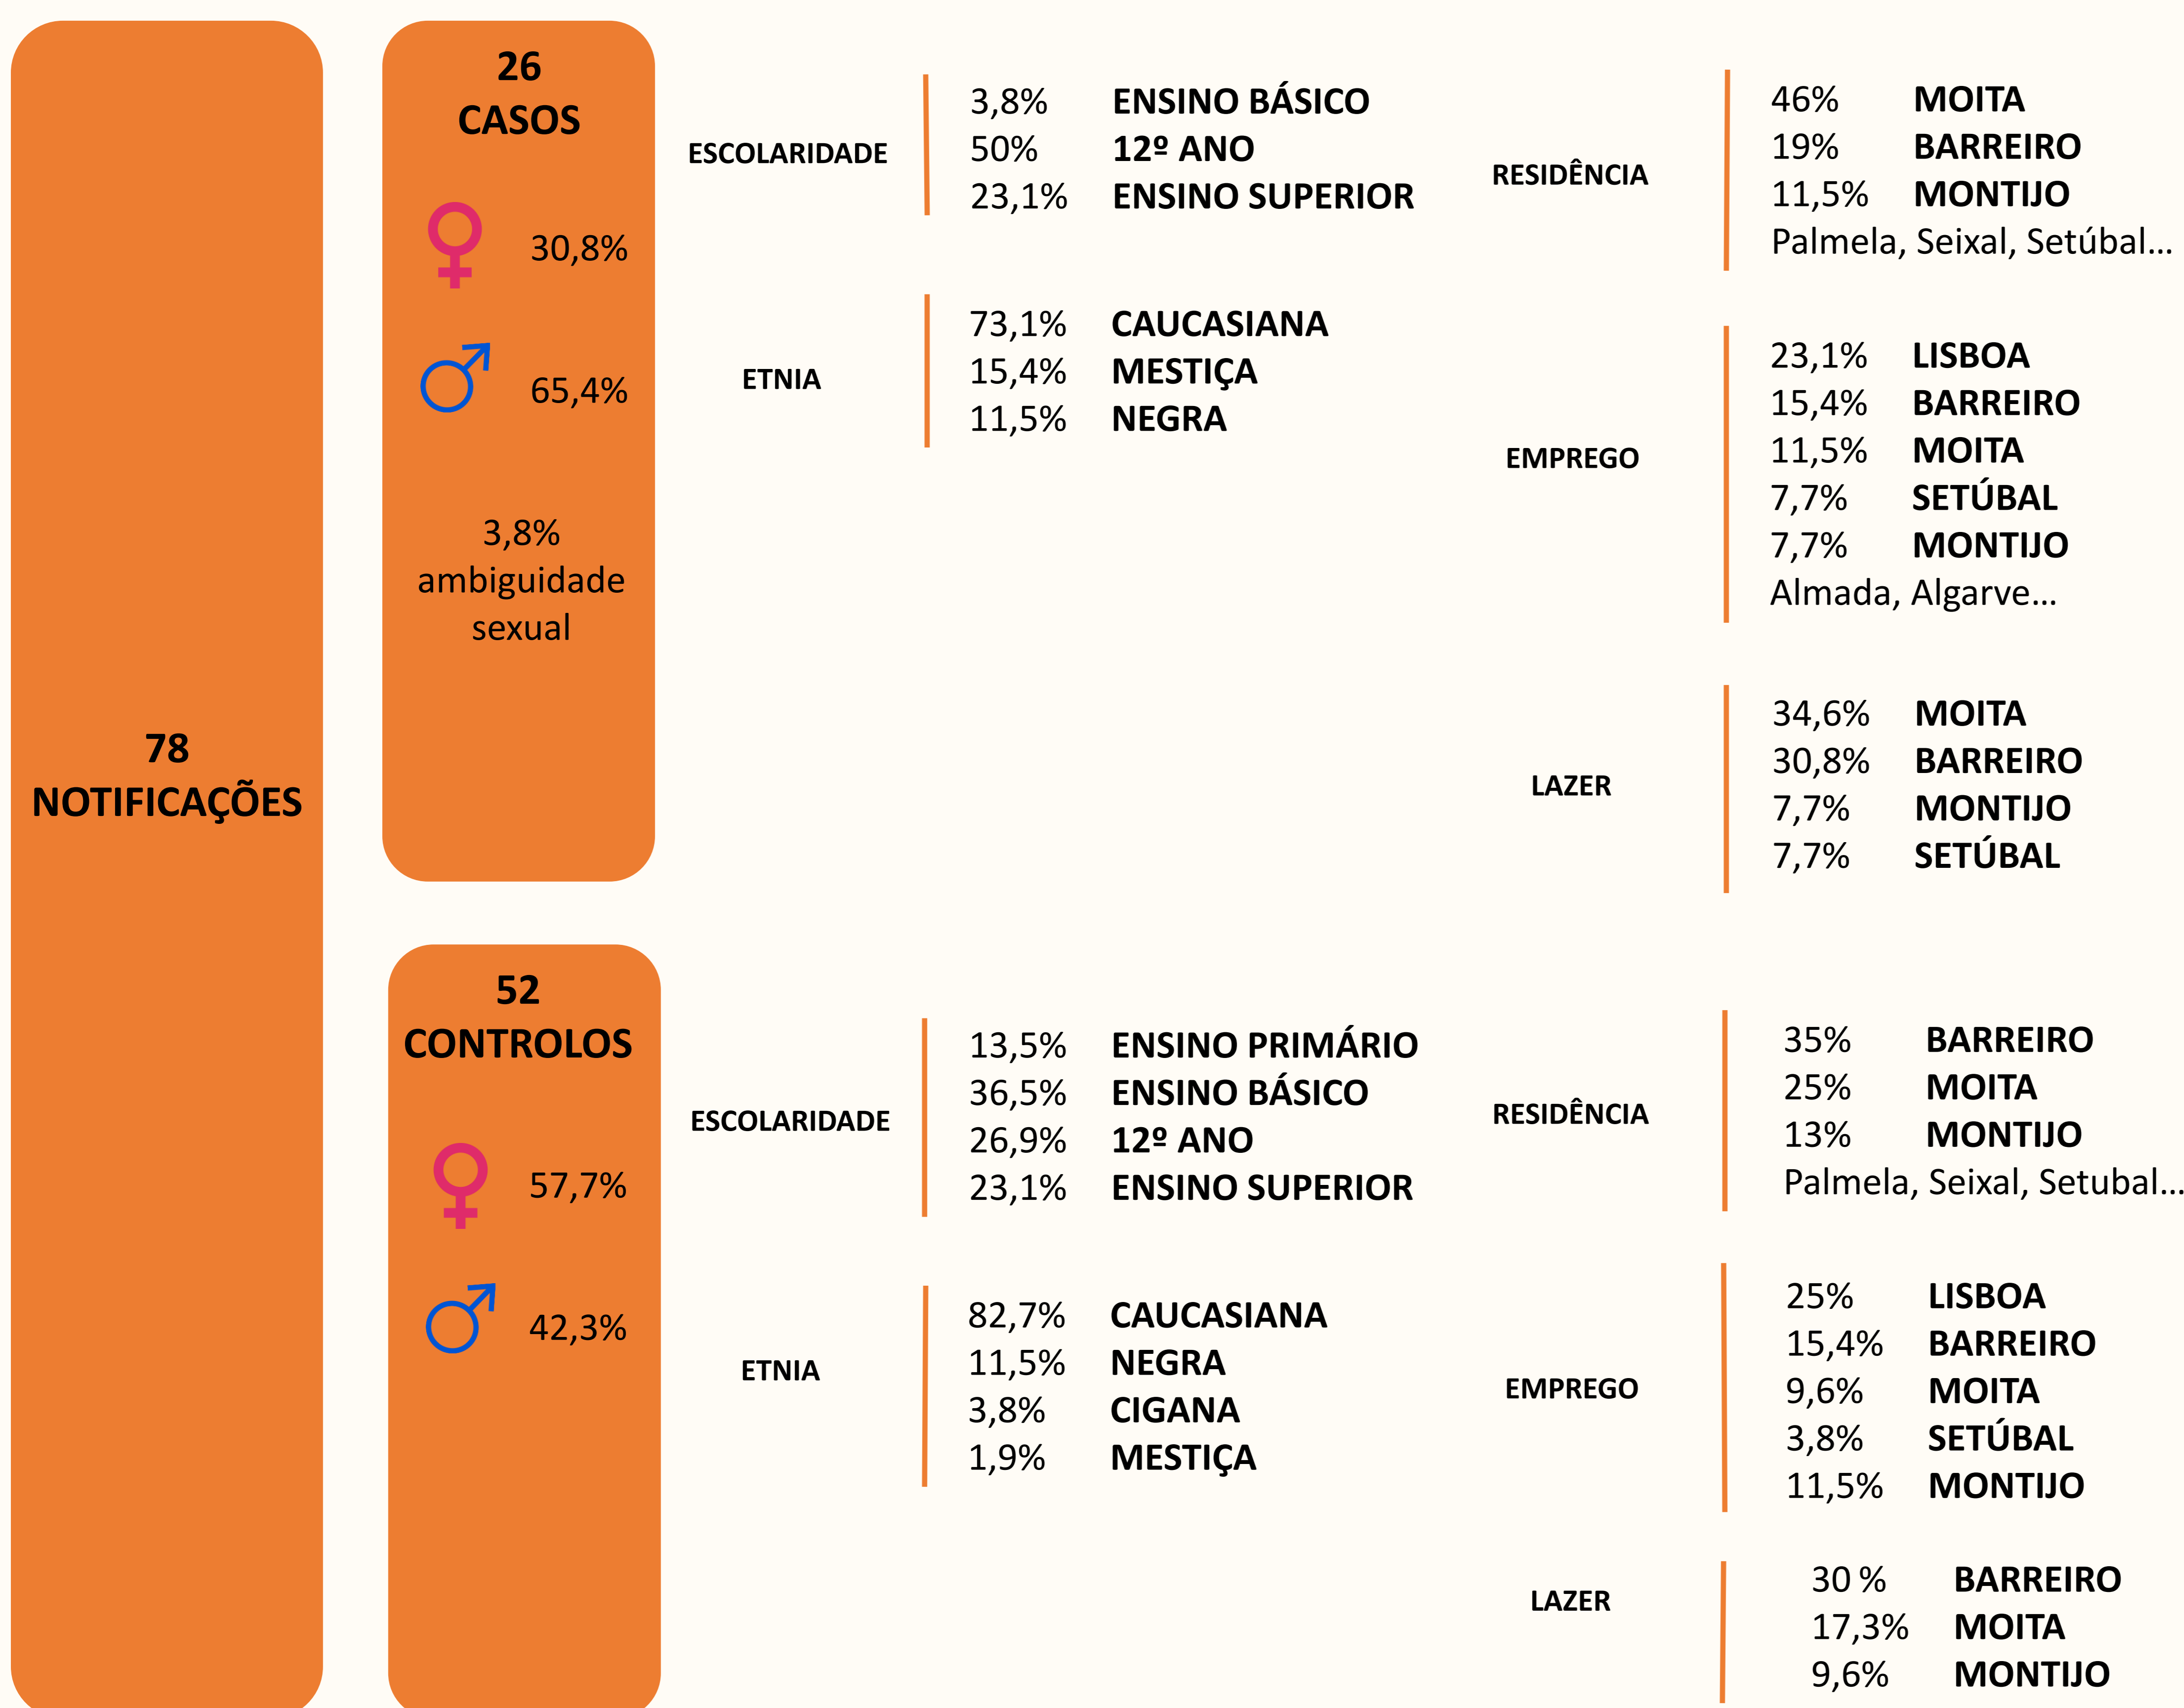 78
NOTIFICAÇÕES
26
CASOS
30,8%
65,4%
3,8%
ambiguidade
sexual
ESCOLARIDADE
3,8% ENSINO BÁSICO
50% 12º ANO
23,1% ENSINO SUPERIOR
ETNIA
73,1% CAUCASIANA
15,4% MESTIÇA
11,5% NEGRA
RESIDÊNCIA
46% MOITA
19% BARREIRO
11,5% MONTIJO
Palmela, Seixal, Setúbal…
EMPREGO
23,1% LISBOA
15,4% BARREIRO
11,5% MOITA
7,7% SETÚBAL
7,7% MONTIJO
Almada, Algarve…
LAZER
34,6% MOITA
30,8% BARREIRO
7,7% MONTIJO
7,7% SETÚBAL
52
CONTROLOS
57,7%
42,3%
ESCOLARIDADE
13,5% ENSINO PRIMÁRIO
36,5% ENSINO BÁSICO
26,9% 12º ANO
23,1% ENSINO SUPERIOR
ETNIA
82,7% CAUCASIANA
11,5% NEGRA
3,8% CIGANA
1,9% MESTIÇA
RESIDÊNCIA
35% BARREIRO
25% MOITA
13% MONTIJO
Palmela, Seixal, Setubal…
EMPREGO
25% LISBOA
15,4% BARREIRO
9,6% MOITA
3,8% SETÚBAL
11,5% MONTIJO
LAZER
30 % BARREIRO
17,3% MOITA
9,6% MONTIJO